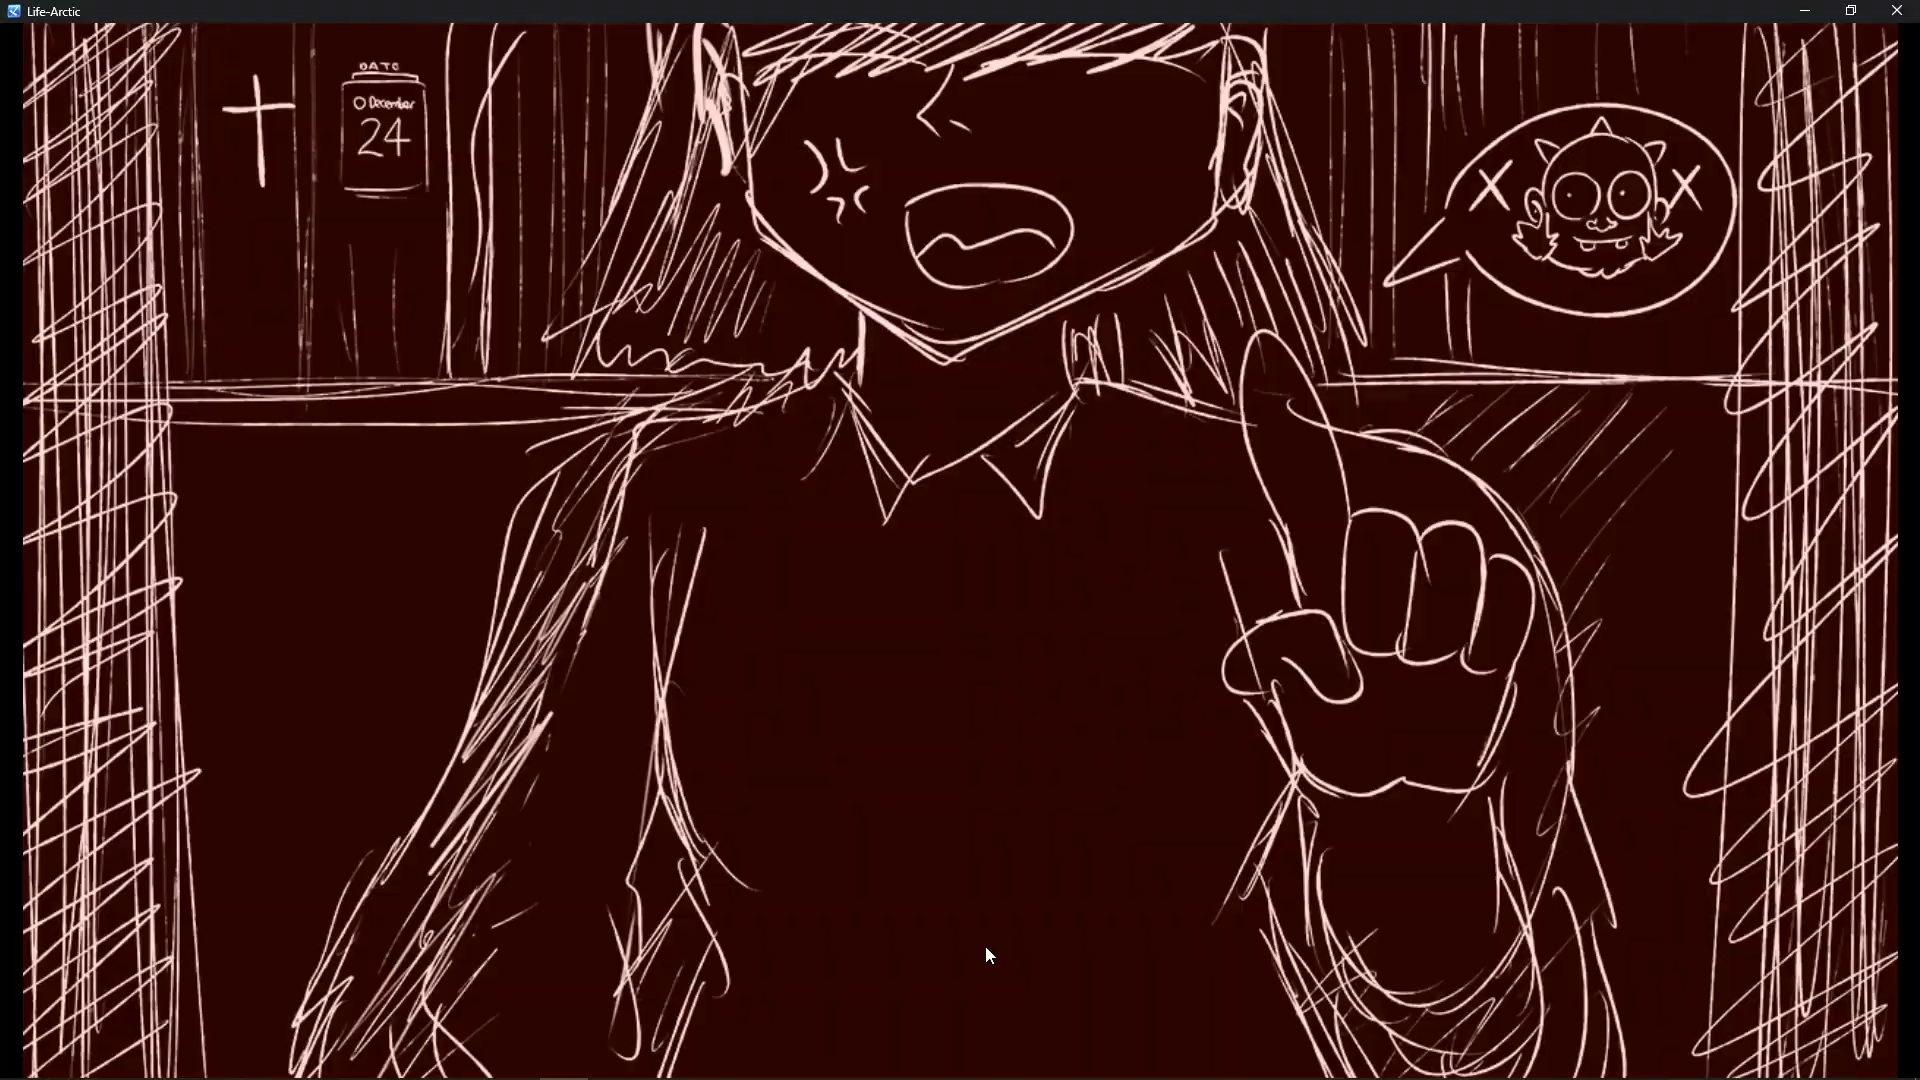 Life-Arctic
DATE
December
24
X X